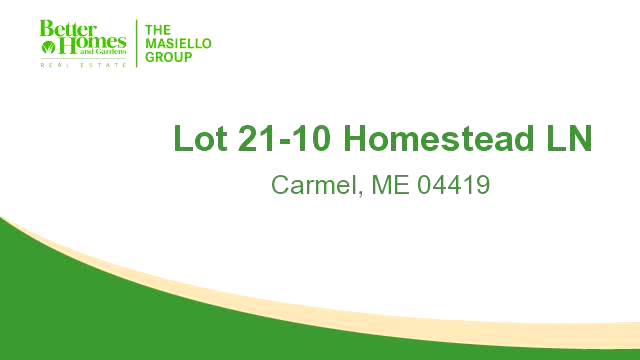 Better
Homes
and Gardens
REAL ESTATE
THE
MASIELLO
GROUP
Lot 21-10 Homestead LN
Carmel, ME 04419